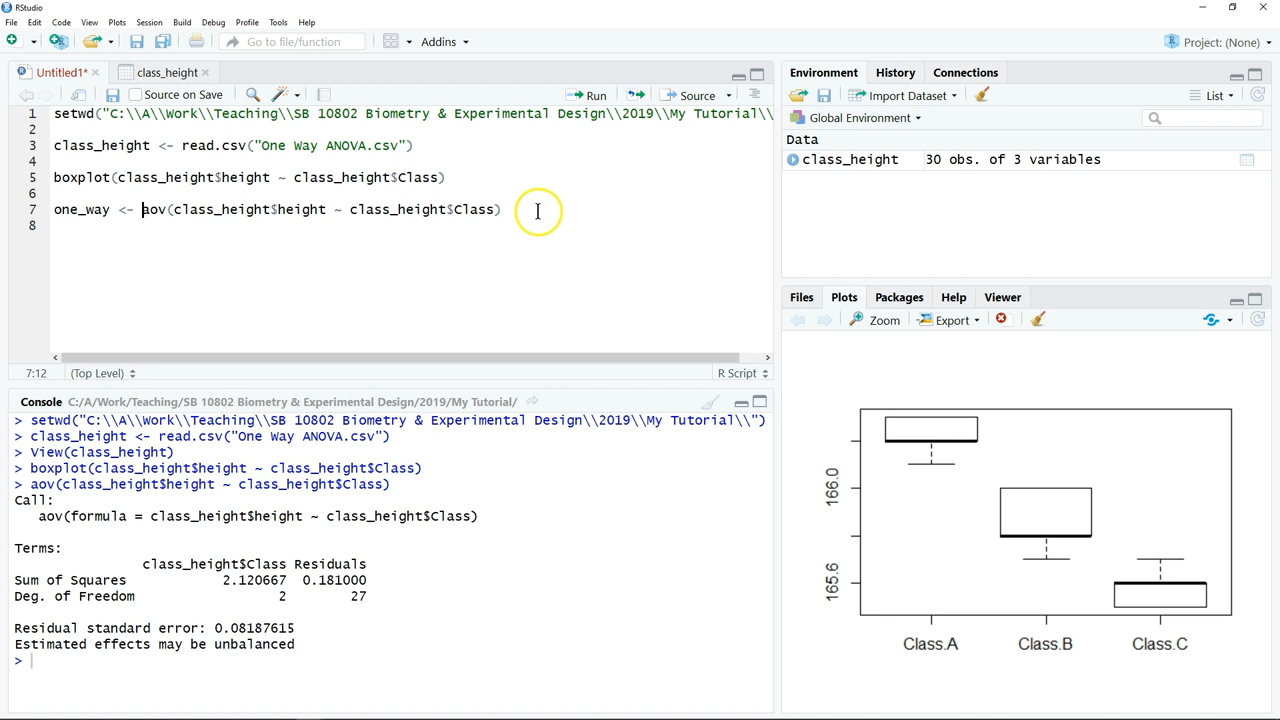 RStudio
File Edit Code View Plots Session Build Debug Profile Tools Help
Go to file/function Addins Project: (None)
Untitled1* class_height
Source on Save Run Source
1 setwd("C:\\A\\Work\\Teaching\\SB 10802 Biometry & Experimental Design\\2019\\My Tutorial\\
2
3 class_height <- read.csv("One Way ANOVA.csv")
4
5 boxplot(class_height$height ~ class_height$Class)
6
7 one_way <- aov(class_height$height ~ class_height$Class)
8
7:12 (Top Level) R Script
Console C:/A/Work/Teaching/SB 10802 Biometry & Experimental Design/2019/My Tutorial/
> setwd("C:\\A\\Work\\Teaching\\SB 10802 Biometry & Experimental Design\\2019\\My Tutorial\\")
> class_height <- read.csv("One Way ANOVA.csv")
> View(class_height)
> boxplot(class_height$height ~ class_height$Class)
> aov(class_height$height ~ class_height$Class)
Call:
aov(formula = class_height$height ~ class_height$Class)
Terms:
class_height$Class Residuals
Sum of Squares 2.120667 0.181000
Deg. of Freedom 2 27
Residual standard error: 0.08187615
Estimated effects may be unbalanced
>
Environment History Connections
Import Dataset List
Global Environment
Data
class_height 30 obs. of 3 variables
Files Plots Packages Help Viewer
Zoom Export
166.0
165.6
Class.A Class.B Class.C